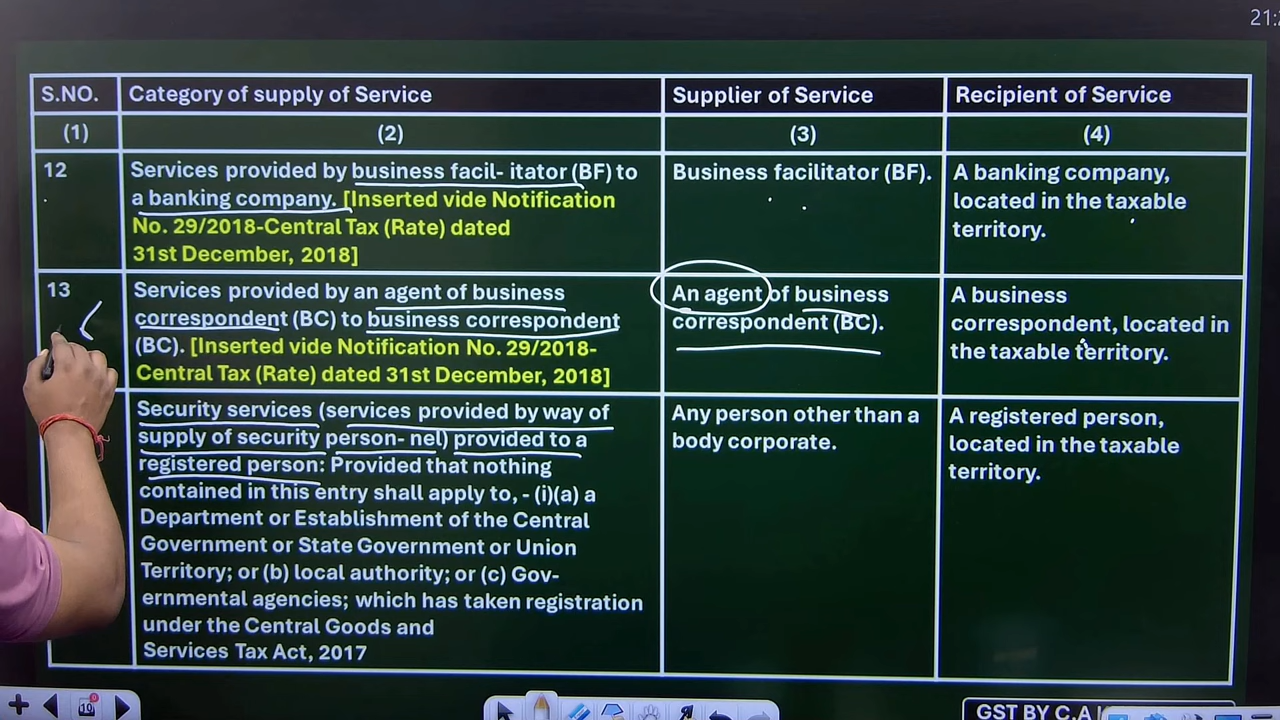 21:
S.NO.
Category of supply of Service
Supplier of Service
Recipient of Service
(1)
(2)
(3)
(4)
12
Services provided by business facil- itator (BF) to
a banking company. [Inserted vide Notification
No. 29/2018-Central Tax (Rate) dated
31st December, 2018]
Business facilitator (BF).
A banking company,
located in the taxable
territory.
13
Services provided by an agent of business
correspondent (BC) to business correspondent
(BC). [Inserted vide Notification No. 29/2018-
Central Tax (Rate) dated 31st December, 2018]
An agent of business
correspondent (BC).
A business
correspondent, located in
the taxable territory.
Security services (services provided by way of
supply of security person- nel) provided to a
registered person: Provided that nothing
contained in this entry shall apply to, - (i)(a) a
Department or Establishment of the Central
Government or State Government or Union
Territory; or (b) local authority; or (c) Gov-
ernmental agencies; which has taken registration
under the Central Goods and
Services Tax Act, 2017
Any person other than a
body corporate.
A registered person,
located in the taxable
territory.
10
GST BY C.A